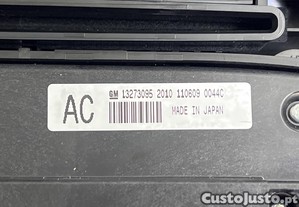 AC
GM 13273095 2010 110609 0044C
MADE IN JAPAN
CustoJusto.pt